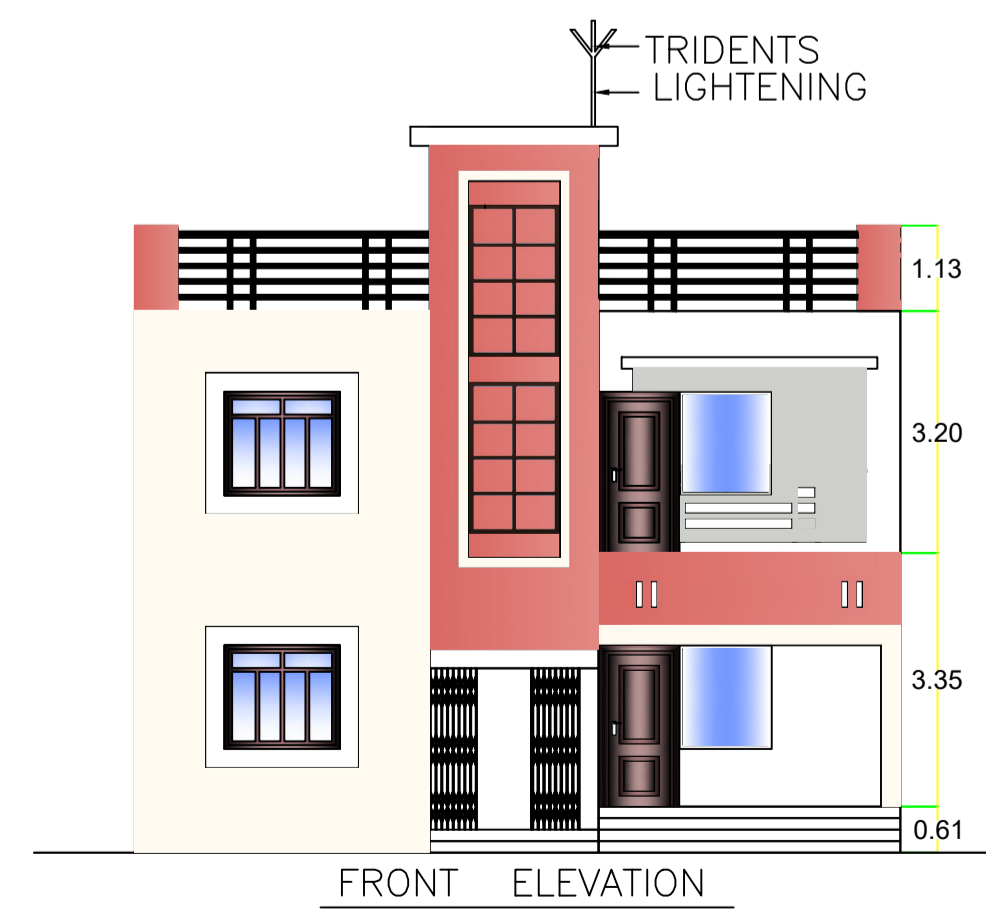 TRIDENTS
LIGHTENING
1.13
3.20
3.35
0.61
FRONT ELEVATION